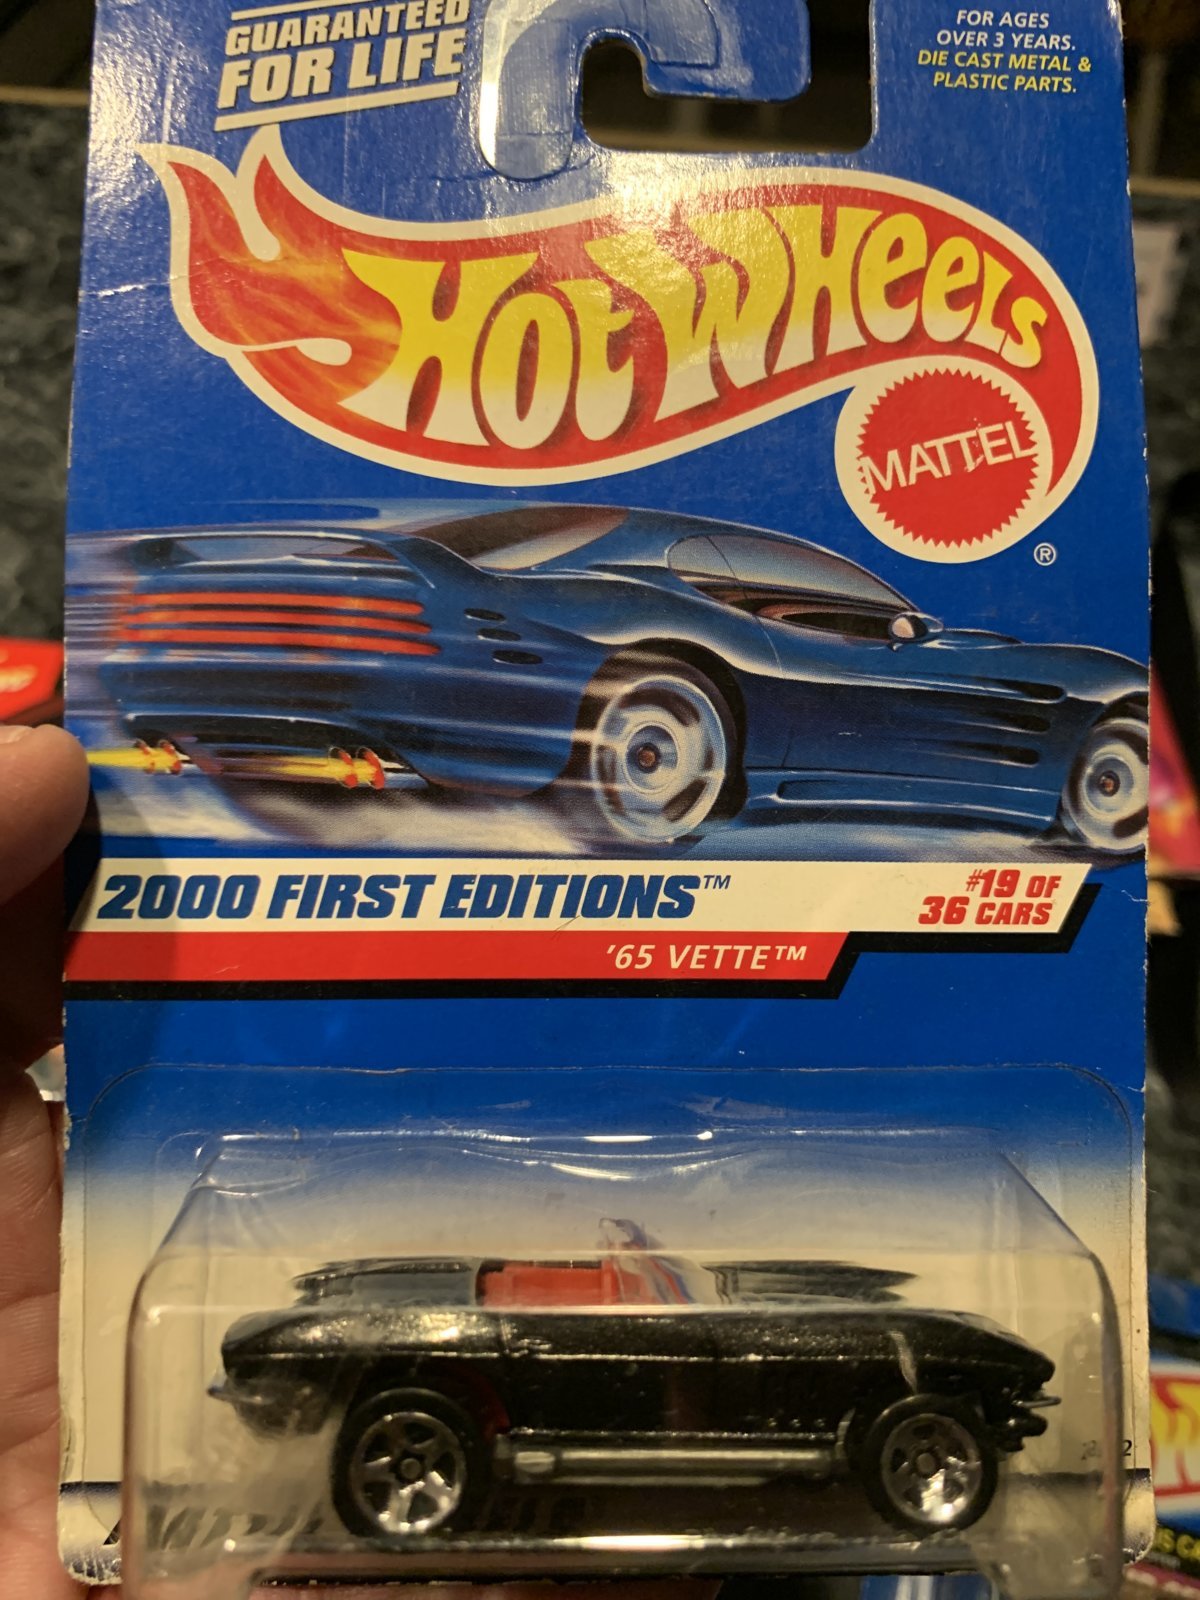 GUARANTEED
FOR LIFE
FOR AGES
OVER 3 YEARS.
DIE CAST METAL &
PLASTIC PARTS.
HOT WHEELS
MATTEL
®
2000 FIRST EDITIONS™
#19 OF
36 CARS
'65 VETTE™